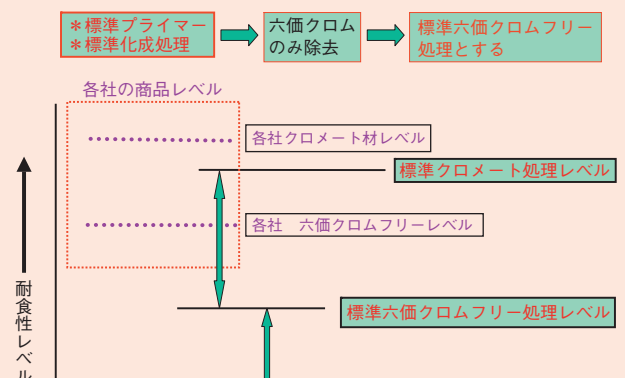 ＊標準プライマー
＊標準化成処理
六価クロム
のみ除去
標準六価クロムフリー
処理とする
各社の商品レベル
各社クロメート材レベル
標準クロメート処理レベル
各社　六価クロムフリーレベル
標準六価クロムフリー処理レベル
耐食性レベル